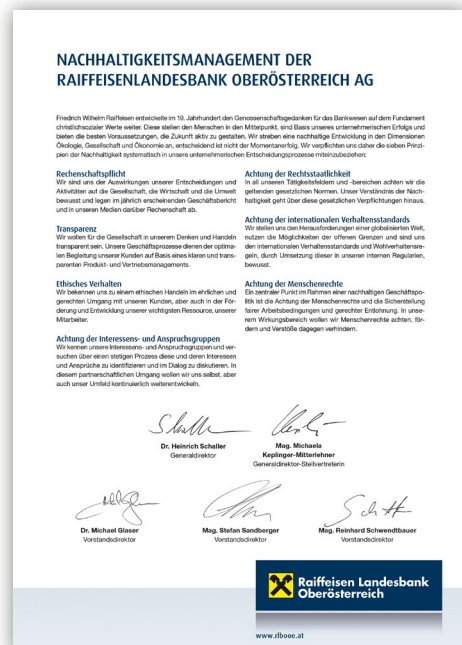 NACHHALTIGKEITSMANAGEMENT DER
RAIFFEISENLANDESBANK OBERÖSTERREICH AG
Friedrich Wilhelm Raiffeisen entwickelte im 19. Jahrhundert den Genossenschaftsgedanken für das Bankwesen auf dem Fundament
christlichsozialer Werte weiter. Diese stellen den Menschen in den Mittelpunkt, sind Basis unseres unternehmerischen Erfolgs und
bieten die besten Voraussetzungen, die Zukunft aktiv zu gestalten. Wir streben eine nachhaltige Entwicklung in den Dimensionen
Ökologie, Gesellschaft und Ökonomie an, entscheidend ist nicht der Momentanerfolg. Wir verpflichten uns daher die sieben Prinzi-
pien der Nachhaltigkeit systematisch in unsere unternehmerischen Entscheidungsprozesse miteinzubeziehen:
Rechenschaftspflicht
Wir sind uns der Auswirkungen unserer Entscheidungen und
Aktivitäten auf die Gesellschaft, die Wirtschaft und die Umwelt
bewusst und legen im jährlich erscheinenden Geschäftsbericht
und in unseren Medien darüber Rechenschaft ab.
Transparenz
Wir wollen für die Gesellschaft in unserem Denken und Handeln
transparent sein. Unsere Geschäftsprozesse dienen der optima-
len Begleitung unserer Kunden auf Basis eines klaren und trans-
parenten Produkt- und Vertriebsmanagements.
Ethisches Verhalten
Wir bekennen uns zu einem ethischen Handeln im ehrlichen und
gerechten Umgang mit unseren Kunden, aber auch in der För-
derung und Entwicklung unserer wichtigsten Ressource, unserer
Mitarbeiter.
Achtung der Interessens- und Anspruchsgruppen
Wir kennen unsere Interessens- und Anspruchsgruppen und ver-
suchen über einen stetigen Prozess diese und deren Interessen
und Ansprüche zu identifizieren und im Dialog zu diskutieren. In
diesem partnerschaftlichen Umgang wollen wir uns selbst, aber
auch unser Umfeld kontinuierlich weiterentwickeln.
Achtung der Rechtsstaatlichkeit
In all unseren Tätigkeitsfeldern und -bereichen achten wir die
geltenden gesetzlichen Normen. Unser Verständnis der Nach-
haltigkeit geht über diese gesetzlichen Verpflichtungen hinaus.
Achtung der internationalen Verhaltensstandards
Wir stellen uns den Herausforderungen einer globalisierten Welt,
nutzen die Möglichkeiten der offenen Grenzen und sind uns
den internationalen Verhaltensstandards und Wohlverhaltensre-
geln, durch Umsetzung dieser in unseren internen Regularien,
bewusst.
Achtung der Menschenrechte
Ein zentraler Punkt im Rahmen einer nachhaltigen Geschäftspo-
litik ist die Achtung der Menschenrechte und die Sicherstellung
fairer Arbeitsbedingungen und gerechter Entlohnung. In unse-
rem Wirkungsbereich wollen wir Menschenrechte achten, för-
dern und Verstöße dagegen verhindern.
Dr. Heinrich Schaller
Generaldirektor
Mag. Michaela
Keplinger-Mitterlehner
Generaldirektor-Stellvertreterin
Dr. Michael Glaser
Vorstandsdirektor
Mag. Stefan Sandberger
Vorstandsdirektor
Mag. Reinhard Schwendtbauer
Vorstandsdirektor
Raiffeisen Landesbank
Oberösterreich
www.rlbooe.at